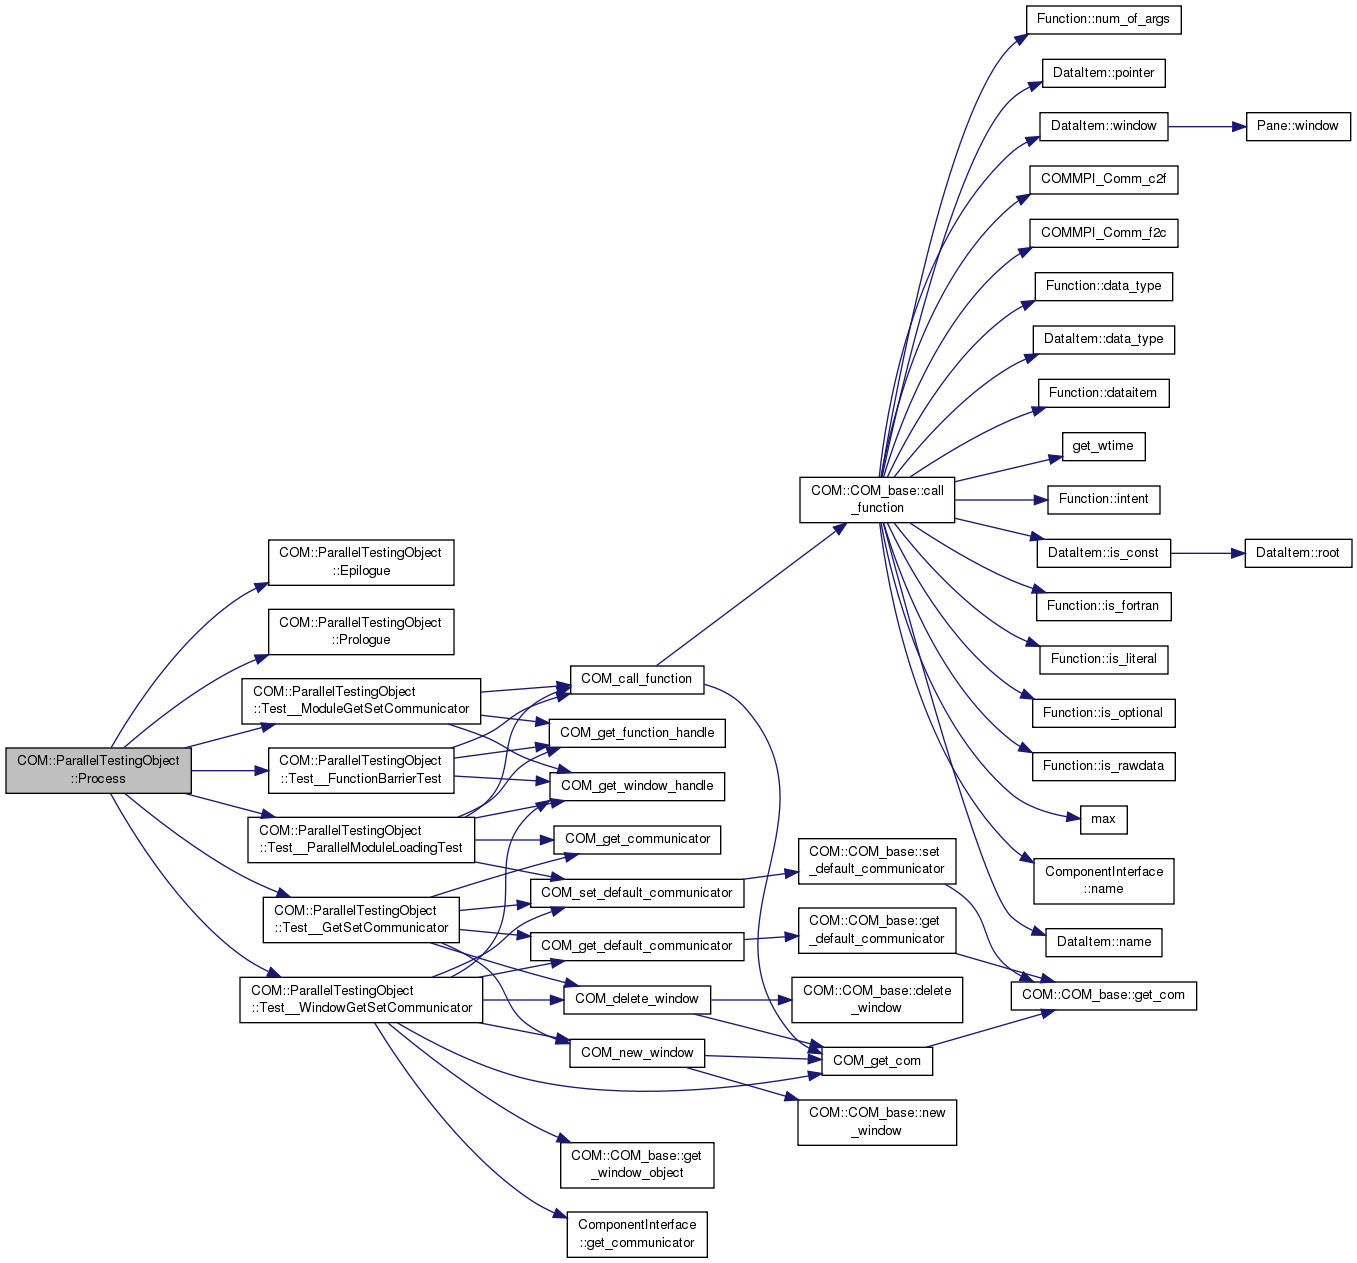 Function::num_of_args
DataItem::pointer
DataItem::window
Pane::window
COMMPI_Comm_c2f
COMMPI_Comm_f2c
Function::data_type
DataItem::data_type
Function::dataitem
get_wtime
COM::COM_base::call
_function
Function::intent
DataItem::is_const
DataItem::root
COM::ParallelTestingObject
::Epilogue
Function::is_fortran
COM::ParallelTestingObject
::Prologue
Function::is_literal
COM::ParallelTestingObject
::Test__ModuleGetSetCommunicator
COM_call_function
Function::is_optional
COM_get_function_handle
COM::ParallelTestingObject
::Process
COM::ParallelTestingObject
::Test__FunctionBarrierTest
COM_get_window_handle
Function::is_rawdata
max
COM::ParallelTestingObject
::Test__ParallelModuleLoadingTest
COM_get_communicator
COM::COM_base::set
_default_communicator
ComponentInterface
::name
COM_set_default_communicator
COM::ParallelTestingObject
::Test__GetSetCommunicator
COM::COM_base::get
_default_communicator
COM_get_default_communicator
DataItem::name
COM::ParallelTestingObject
::Test__WindowGetSetCommunicator
COM_delete_window
COM::COM_base::delete
_window
COM::COM_base::get_com
COM_new_window
COM_get_com
COM::COM_base::new
_window
COM::COM_base::get
_window_object
ComponentInterface
::get_communicator